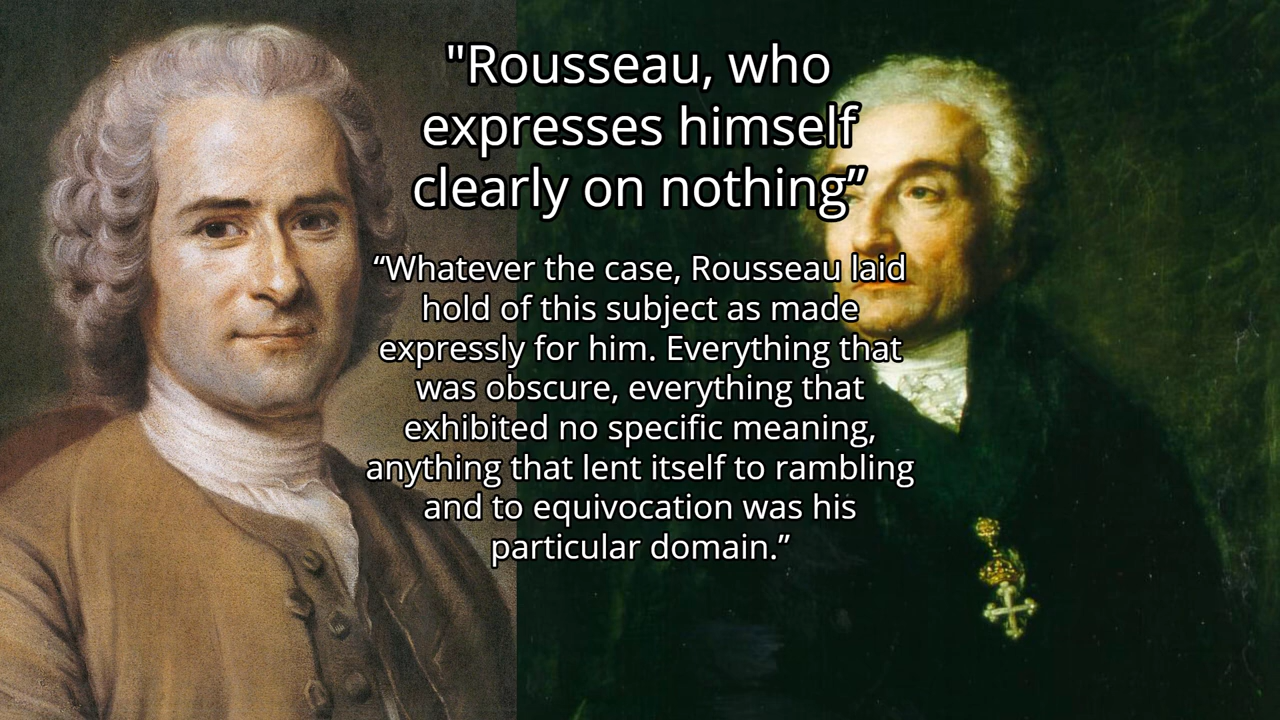 "Rousseau, who
expresses himself
clearly on nothing”
“Whatever the case, Rousseau laid
hold of this subject as made
expressly for him. Everything that
was obscure, everything that
exhibited no specific meaning,
anything that lent itself to rambling
and to equivocation was his
particular domain.”